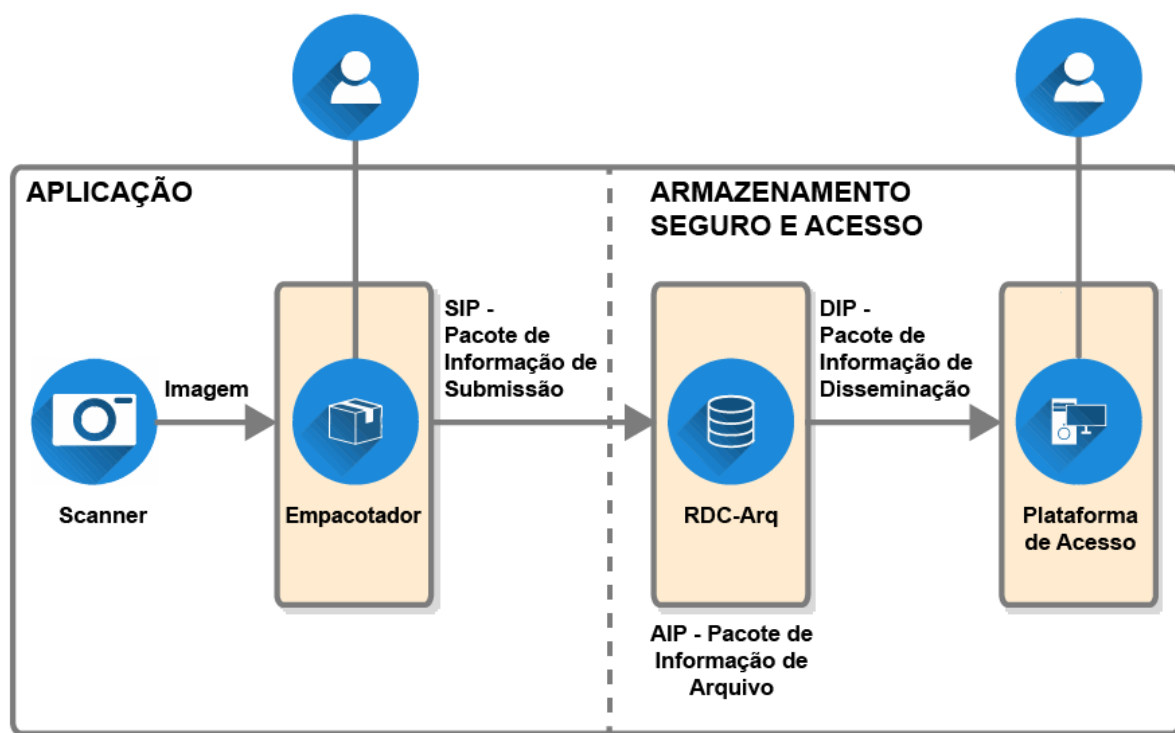 APLICAÇÃO
ARMAZENAMENTO
SEGURO E ACESSO
Imagem
Scanner
Empacotador
SIP -
Pacote de
Informação de
Submissão
RDC-Arq
AIP - Pacote de
Informação de
Arquivo
DIP -
Pacote de
Informação de
Disseminação
Plataforma
de Acesso